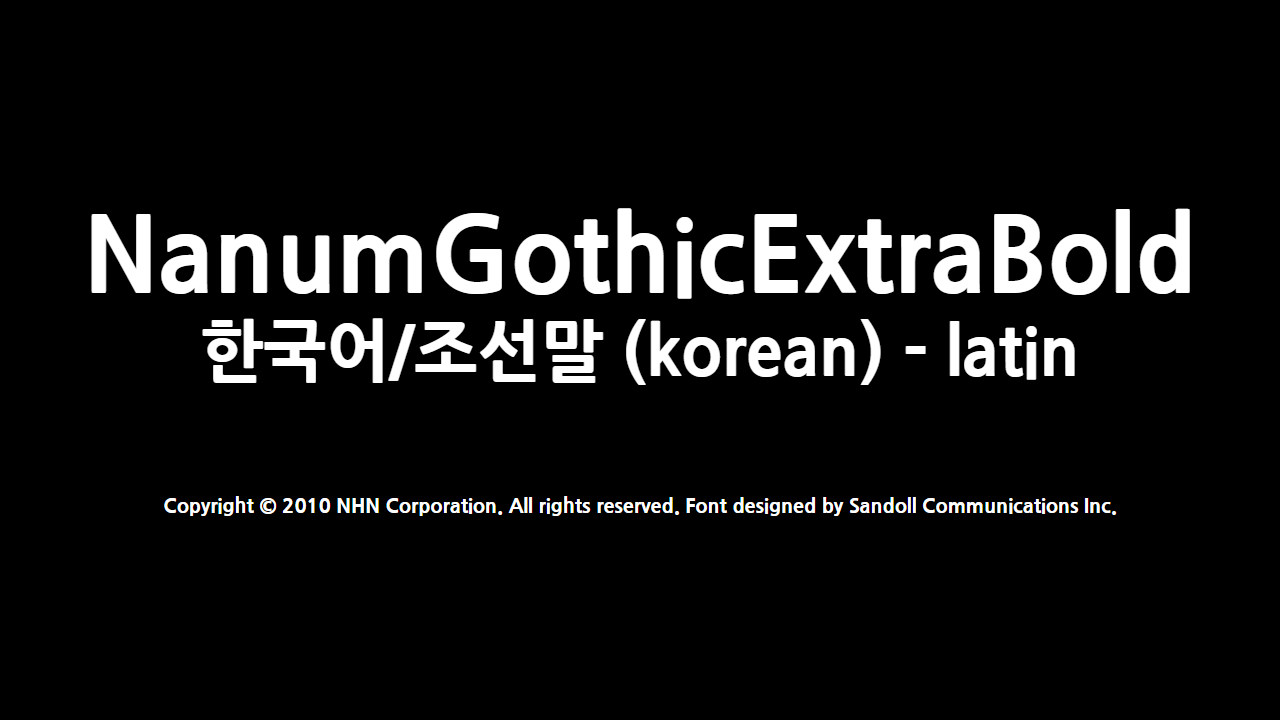 NanumGothicExtraBold
한국어/조선말 (korean) - latin
Copyright © 2010 NHN Corporation. All rights reserved. Font designed by Sandoll Communications Inc.